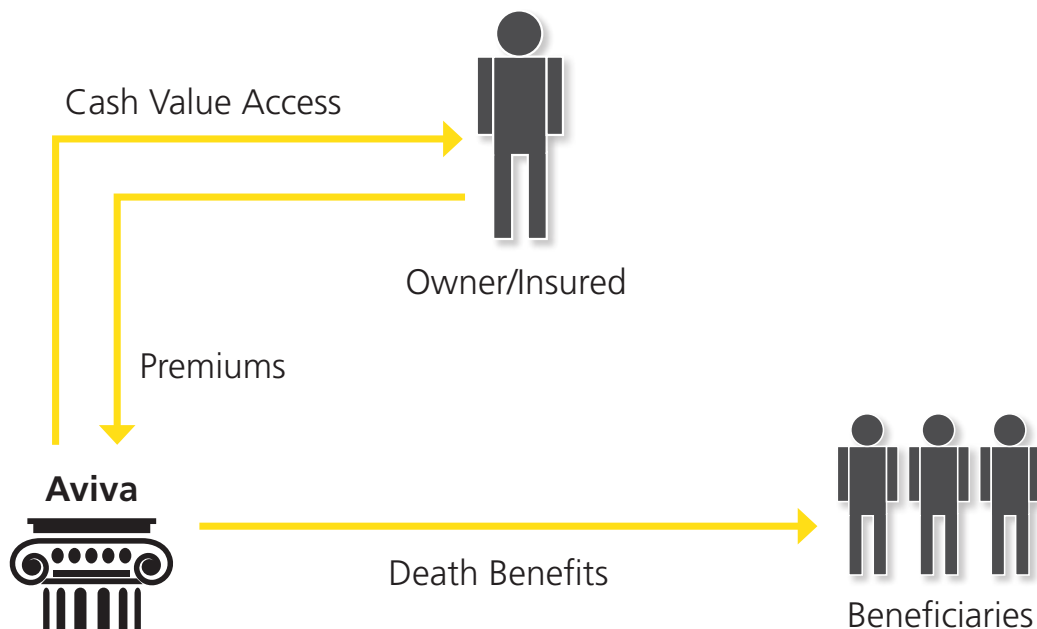 Cash Value Access
Owner/Insured
Premiums
Aviva
Death Benefits
Beneficiaries